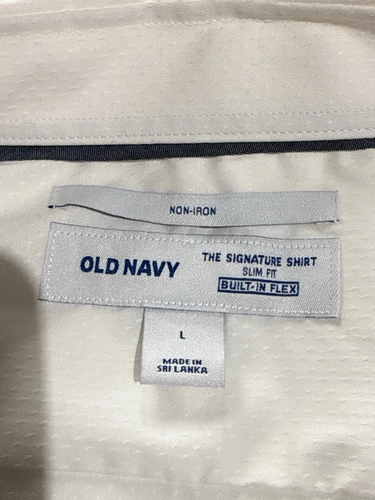 NON-IRON
OLD NAVY
THE SIGNATURE SHIRT
SLIM FIT
BUILT-IN FLEX
L
MADE IN
SRI LANKA